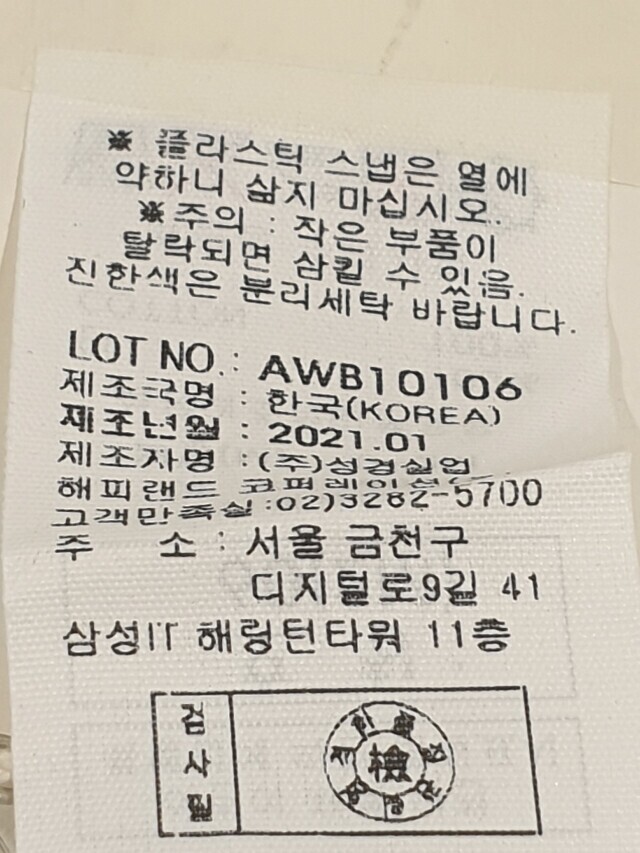 ※ 플라스틱 스냅은 열에
약하니 삶지 마십시오.
※주의 : 작은 부품이
탈락되면 삼킬 수 있음.
진한색은 분리세탁 바랍니다.
LOT NO.: AWB10106
제조국명 : 한국(KOREA)
제조년월 : 2021.01
제조자명 :(주)성경실업
해피랜드
고객만족실 :02)3282-5700
주 소 : 서울 금천구
디지털로9길 41
삼성IT 해링턴타워 11층
검사필
檢